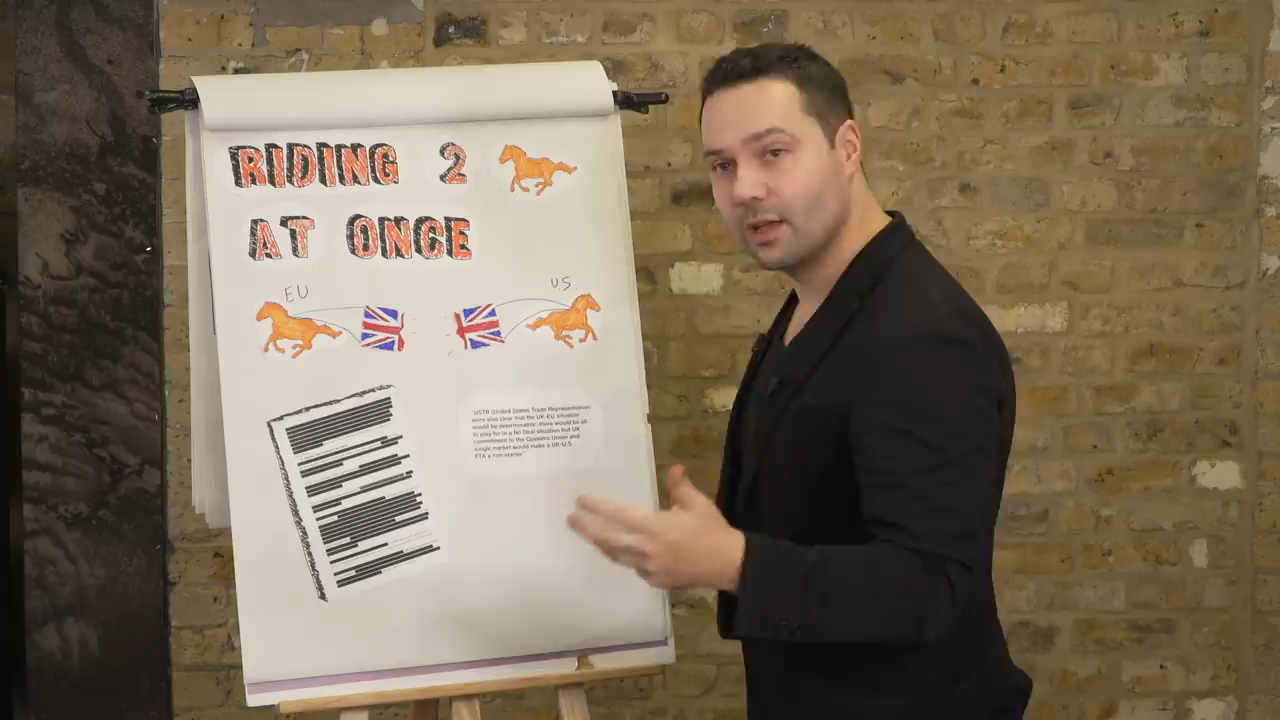 RIDING 2
AT ONCE
EU
U.S.
"USTR (United States Trade Representative)
were also clear that the UK-EU situation
would be determinative: there would be all
to play for in a No Deal situation but UK
commitment to the Customs Union and
single market would make a UK-U.S.
FTA a non-starter"